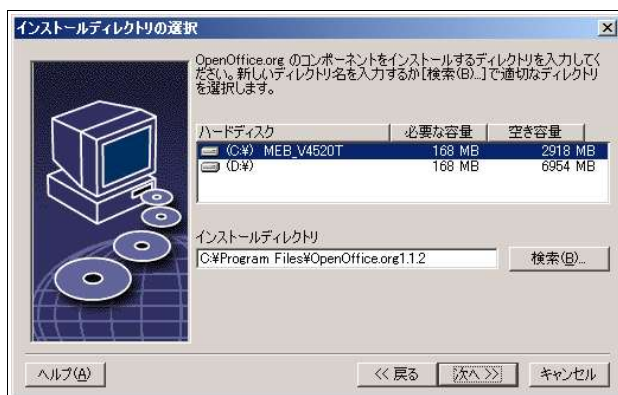 インストールディレクトリの選択
OpenOffice.org のコンポーネントをインストールするディレクトリを入力してく
ださい。新しいディレクトリ名を入力するか[検索(B)...]で適切なディレクトリ
を選択します。
ハードディスク 必要な容量 空き容量
(C:¥) MEB_V4520T 168 MB 2918 MB
(D:¥) 168 MB 6954 MB
インストールディレクトリ
C:¥Program Files¥OpenOffice.org1.1.2 検索(B)...
ヘルプ(A) << 戻る 次へ >> キャンセル